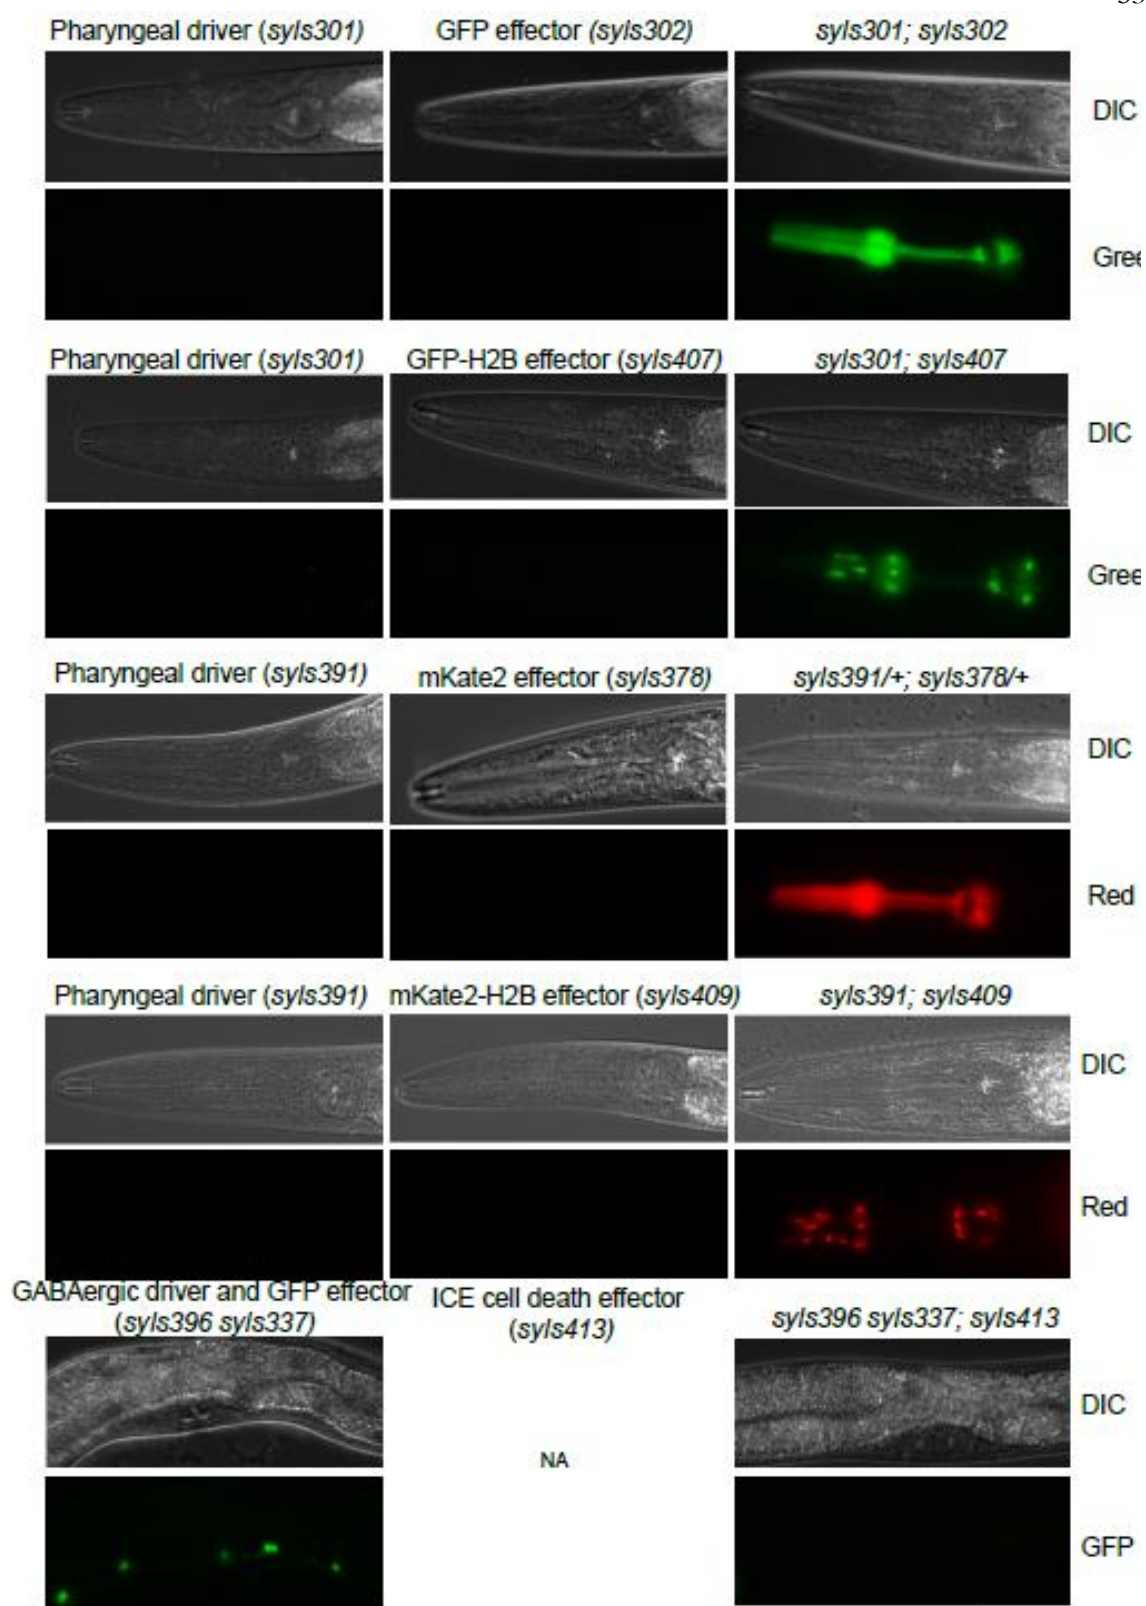 Pharyngeal driver (syIs301) GFP effector (syIs302) syIs301; syIs302
DIC
Gree
Pharyngeal driver (syIs301) GFP-H2B effector (syIs407) syIs301; syIs407
DIC
Gree
Pharyngeal driver (syIs391) mKate2 effector (syIs378) syIs391/+; syIs378/+
DIC
Red
Pharyngeal driver (syIs391) mKate2-H2B effector (syIs409) syIs391; syIs409
DIC
Red
GABAergic driver and GFP effector
(syIs396 syIs337)
ICE cell death effector
(syIs413)
syIs396 syIs337; syIs413
DIC
NA
GFP